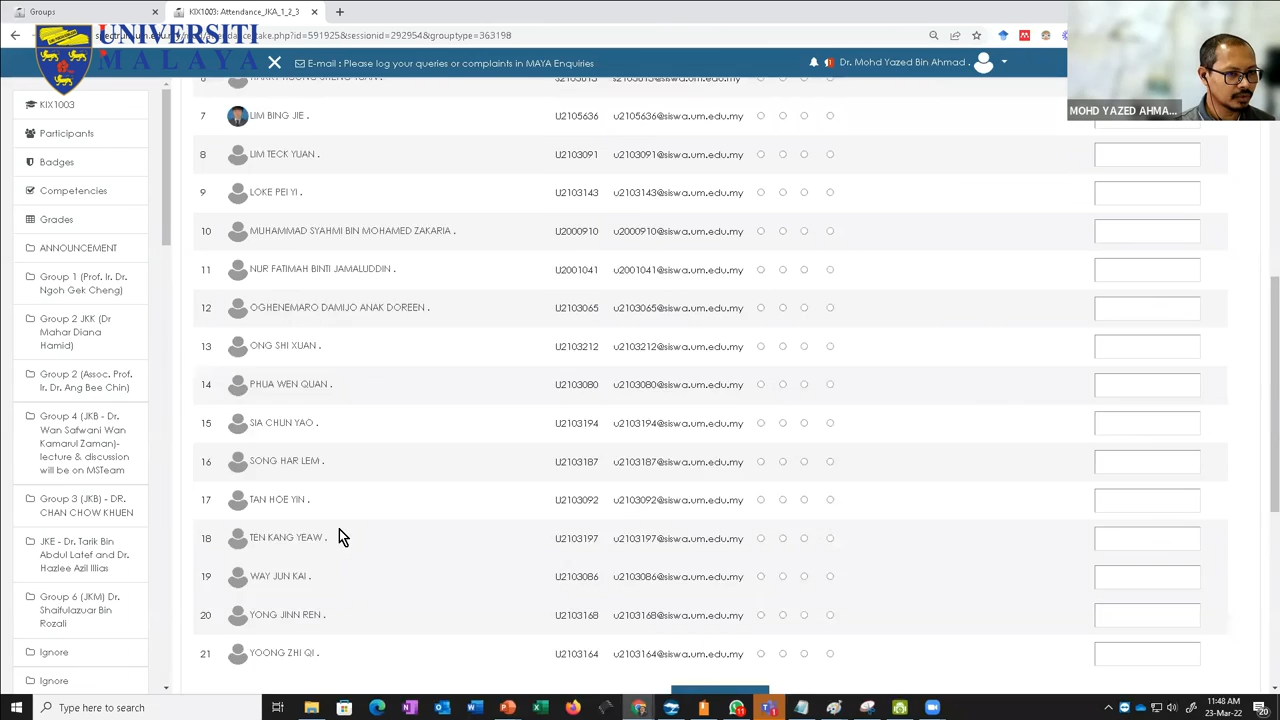 Groups
KIX1003: Attendance_JKA_1_2_3
id=591925&sessionid=292954&grouptype=363198
UNIVERSITI
MALAYA
E-mail : Please log your queries or complaints in MAYA Enquiries
Dr. Mohd Yazed Bin Ahmad .
MOHD YAZED AHMA...
KIX1003
Participants
Badges
Competencies
Grades
ANNOUNCEMENT
Group 1 (Prof. Ir. Dr.
Ngoh Gek Cheng)
Group 2 JKK (Dr
Mahar Diana
Hamid)
Group 2 (Assoc. Prof.
Ir. Dr. Ang Bee Chin)
Group 4 (JKB - Dr.
Wan Safwani Wan
Kamarul Zaman)-
lecture & discussion
will be on MSTeam
Group 3 (JKB) - DR.
CHAN CHOW KHUEN
JKE - Dr. Tarik Bin
Abdul Latef and Dr.
Hazlee Azil Illias
Group 6 (JKM) Dr.
Shaifulazuar Bin
Rozali
Ignore
Ignore
7 LIM BING JIE . U2105636 u2105636@siswa.um.edu.my
8 LIM TECK YUAN . U2103091 u2103091@siswa.um.edu.my
9 LOKE PEI YI . U2103143 u2103143@siswa.um.edu.my
10 MUHAMMAD SYAHMI BIN MOHAMED ZAKARIA . U2000910 u2000910@siswa.um.edu.my
11 NUR FATIMAH BINTI JAMALUDDIN . U2001041 u2001041@siswa.um.edu.my
12 OGHENEMARO DAMIJO ANAK DOREEN . U2103065 u2103065@siswa.um.edu.my
13 ONG SHI XUAN . U2103212 u2103212@siswa.um.edu.my
14 PHUA WEN QUAN . U2103080 u2103080@siswa.um.edu.my
15 SIA CHUN YAO . U2103194 u2103194@siswa.um.edu.my
16 SONG HAR LEM . U2103187 u2103187@siswa.um.edu.my
17 TAN HOE YIN . U2103092 u2103092@siswa.um.edu.my
18 TEN KANG YEAW . U2103197 u2103197@siswa.um.edu.my
19 WAY JUN KAI . U2103086 u2103086@siswa.um.edu.my
20 YONG JINN REN . U2103168 u2103168@siswa.um.edu.my
21 YOONG ZHI QI . U2103164 u2103164@siswa.um.edu.my
Type here to search
11:48 AM
23-Mar-22
20